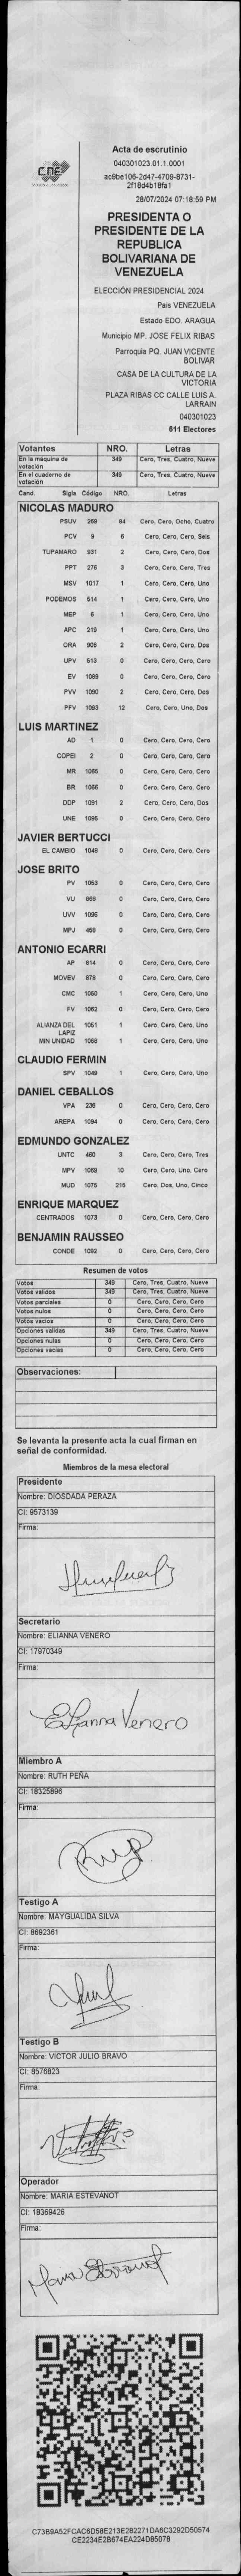 CNE
Acta de escrutinio
040301023.01.1.0001
ac9be106-2d47-4709-8731-
2f18d4b18fa1
28/07/2024 07:18:59 PM
PRESIDENTA O
PRESIDENTE DE LA
REPUBLICA
BOLIVARIANA DE
VENEZUELA
ELECCIÓN PRESIDENCIAL 2024
Pais VENEZUELA
Estado EDO. ARAGUA
Municipio MP. JOSE FELIX RIBAS
Parroquia PQ. JUAN VICENTE
BOLIVAR
CASA DE LA CULTURA DE LA
VICTORIA
PLAZA RIBAS CC CALLE LUIS A.
LARRAIN
040301023
611 Electores
Votantes NRO. Letras
En la máquina de votación 349 Cero, Tres, Cuatro, Nueve
En el cuaderno de votación 349 Cero, Tres, Cuatro, Nueve
Cand. Sigla Código NRO. Letras
NICOLAS MADURO
PSUV 269 84 Cero, Cero, Ocho, Cuatro
PCV 9 6 Cero, Cero, Cero, Seis
TUPAMARO 931 2 Cero, Cero, Cero, Dos
PPT 276 3 Cero, Cero, Cero, Tres
MSV 1017 1 Cero, Cero, Cero, Uno
PODEMOS 514 1 Cero, Cero, Cero, Uno
MEP 6 1 Cero, Cero, Cero, Uno
APC 219 1 Cero, Cero, Cero, Uno
ORA 906 2 Cero, Cero, Cero, Dos
UPV 513 0 Cero, Cero, Cero, Cero
EV 1089 0 Cero, Cero, Cero, Cero
PVV 1090 2 Cero, Cero, Cero, Dos
PFV 1093 12 Cero, Cero, Uno, Dos
LUIS MARTINEZ
AD 1 0 Cero, Cero, Cero, Cero
COPEI 2 0 Cero, Cero, Cero, Cero
MR 1065 0 Cero, Cero, Cero, Cero
BR 1066 0 Cero, Cero, Cero, Cero
DDP 1091 2 Cero, Cero, Cero, Dos
UNE 1095 0 Cero, Cero, Cero, Cero
JAVIER BERTUCCI
EL CAMBIO 1048 0 Cero, Cero, Cero, Cero
JOSE BRITO
PV 1053 0 Cero, Cero, Cero, Cero
VU 868 0 Cero, Cero, Cero, Cero
UVV 1096 0 Cero, Cero, Cero, Cero
MPJ 458 0 Cero, Cero, Cero, Cero
ANTONIO ECARRI
AP 614 0 Cero, Cero, Cero, Cero
MOVEV 878 0 Cero, Cero, Cero, Cero
CMC 1060 1 Cero, Cero, Cero, Uno
FV 1062 0 Cero, Cero, Cero, Cero
ALIANZA DEL LAPIZ 1051 1 Cero, Cero, Cero, Uno
MIN UNIDAD 1068 1 Cero, Cero, Cero, Uno
CLAUDIO FERMIN
SPV 1049 1 Cero, Cero, Cero, Uno
DANIEL CEBALLOS
VPA 236 0 Cero, Cero, Cero, Cero
AREPA 1094 0 Cero, Cero, Cero, Cero
EDMUNDO GONZALEZ
UNTC 460 3 Cero, Cero, Cero, Tres
MPV 1069 10 Cero, Cero, Uno, Cero
MUD 1075 215 Cero, Dos, Uno, Cinco
ENRIQUE MARQUEZ
CENTRADOS 1073 0 Cero, Cero, Cero, Cero
BENJAMIN RAUSSEO
CONDE 1092 0 Cero, Cero, Cero, Cero
Resumen de votos
Votos 349 Cero, Tres, Cuatro, Nueve
Votos validos 349 Cero, Tres, Cuatro, Nueve
Votos parciales 0 Cero, Cero, Cero, Cero
Votos nulos 0 Cero, Cero, Cero, Cero
Votos vacios 0 Cero, Cero, Cero, Cero
Opciones validas 349 Cero, Tres, Cuatro, Nueve
Opciones nulas 0 Cero, Cero, Cero, Cero
Opciones vacias 0 Cero, Cero, Cero, Cero
Observaciones:
Se levanta la presente acta la cual firman en
señal de conformidad.
Miembros de la mesa electoral
Presidente
Nombre: DIOSDADA PERAZA
CI: 9573139
Firma:
Secretario
Nombre: ELIANNA VENERO
CI: 17970349
Firma:
Elianna Venero
Miembro A
Nombre: RUTH PEÑA
CI: 18325896
Firma:
Testigo A
Nombre: MAYGUALIDA SILVA
CI: 8692361
Firma:
Testigo B
Nombre: VICTOR JULIO BRAVO
CI: 8576823
Firma:
Operador
Nombre: MARIA ESTEVANOT
CI: 18369426
Firma:
C73B9A52FCAC6D58E213E282271DA6C3292D50574
CE2234E2B674EA224D85078